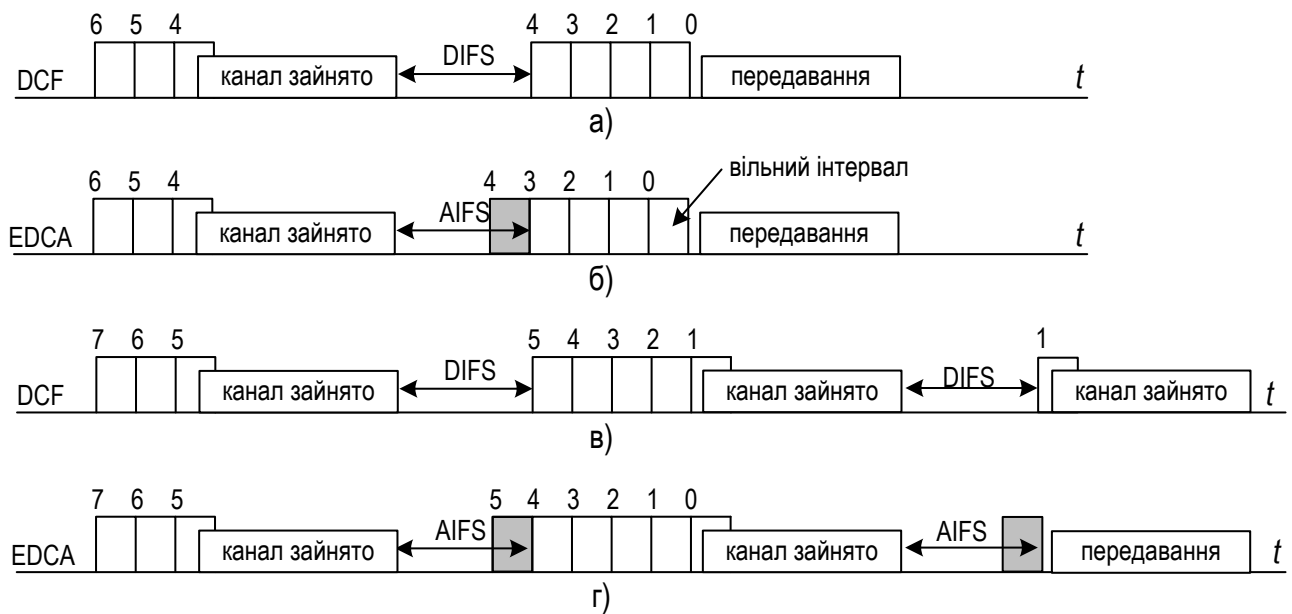 6 5 4 4 3 2 1 0
DIFS
DCF канал зайнято передавання t
а)
вільний інтервал
6 5 4 4 3 2 1 0
AIFS
EDCA канал зайнято передавання t
б)
7 6 5 5 4 3 2 1 1
DIFS DIFS
DCF канал зайнято канал зайнято канал зайнято t
в)
7 6 5 5 4 3 2 1 0
AIFS AIFS
EDCA канал зайнято канал зайнято передавання t
г)